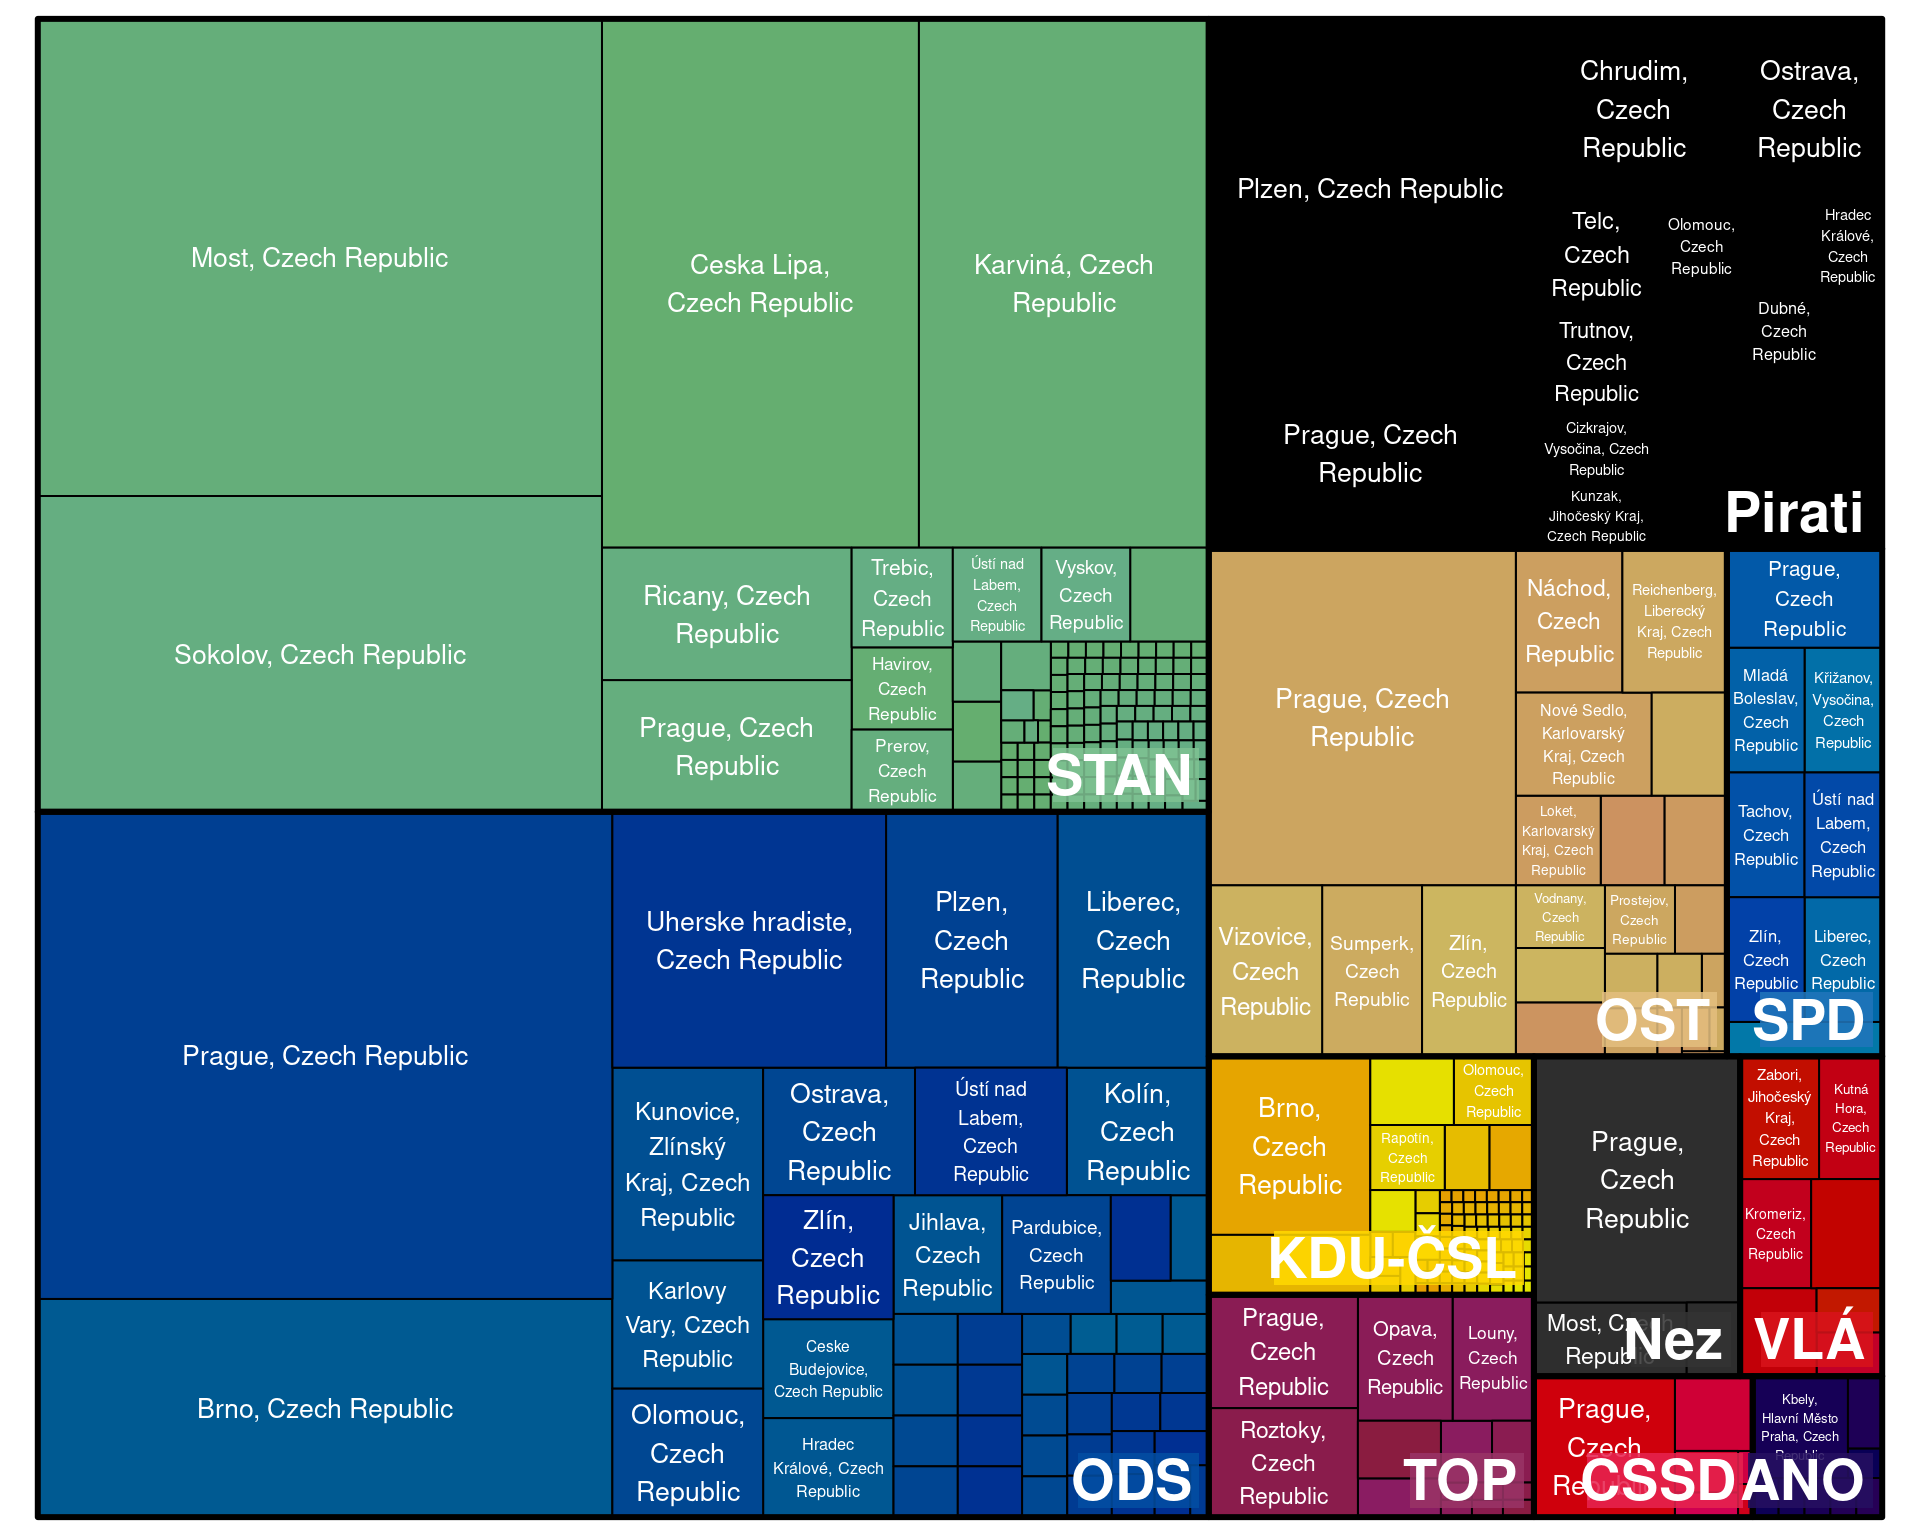 Most, Czech Republic
Sokolov, Czech Republic
Ceska Lipa,
Czech Republic
Karviná, Czech
Republic
Ricany, Czech
Republic
Prague, Czech
Republic
Trebic,
Czech
Republic
Havirov,
Czech
Republic
Prerov,
Czech
Republic
Ústí nad
Labem,
Czech
Republic
Vyskov,
Czech
Republic
STAN
Prague, Czech Republic
Brno, Czech Republic
Uherske hradiste,
Czech Republic
Plzen,
Czech
Republic
Liberec,
Czech
Republic
Kunovice,
Zlínský
Kraj, Czech
Republic
Karlovy
Vary, Czech
Republic
Olomouc,
Czech
Republic
Ostrava,
Czech
Republic
Ústí nad
Labem,
Czech
Republic
Kolín,
Czech
Republic
Zlín,
Czech
Republic
Ceske
Budejovice,
Czech Republic
Hradec
Králové, Czech
Republic
Jihlava,
Czech
Republic
Pardubice,
Czech
Republic
ODS
Plzen, Czech Republic
Prague, Czech
Republic
Chrudim,
Czech
Republic
Ostrava,
Czech
Republic
Telc,
Czech
Republic
Olomouc,
Czech
Republic
Hradec
Králové,
Czech
Republic
Trutnov,
Czech
Republic
Dubné,
Czech
Republic
Cizkrajov,
Vysočina, Czech
Republic
Kunzak,
Jihočeský Kraj,
Czech Republic
Pirati
Prague, Czech
Republic
Náchod,
Czech
Republic
Reichenberg,
Liberecký
Kraj, Czech
Republic
Nové Sedlo,
Karlovarský
Kraj, Czech
Republic
Loket,
Karlovarský
Kraj, Czech
Republic
Vizovice,
Czech
Republic
Sumperk,
Czech
Republic
Zlín,
Czech
Republic
Vodnany,
Czech
Republic
Prostejov,
Czech
Republic
OST
Prague,
Czech
Republic
Mladá
Boleslav,
Czech
Republic
Křižanov,
Vysočina,
Czech
Republic
Tachov,
Czech
Republic
Ústí nad
Labem,
Czech
Republic
Zlín,
Czech
Republic
Liberec,
Czech
Republic
SPD
Brno,
Czech
Republic
Olomouc,
Czech
Republic
Rapotín,
Czech
Republic
KDU-ČSL
Prague,
Czech
Republic
Roztoky,
Czech
Republic
Opava,
Czech
Republic
Louny,
Czech
Republic
TOP
Prague,
Czech
Republic
Most, Czech
Republic
Nez
Zabori,
Jihočeský
Kraj,
Czech
Republic
Kutná
Hora,
Czech
Republic
Kromeriz,
Czech
Republic
VLÁ
Prague,
Czech
Republic
CSSD
Kbely,
Hlavní Město
Praha, Czech
Republic
ANO